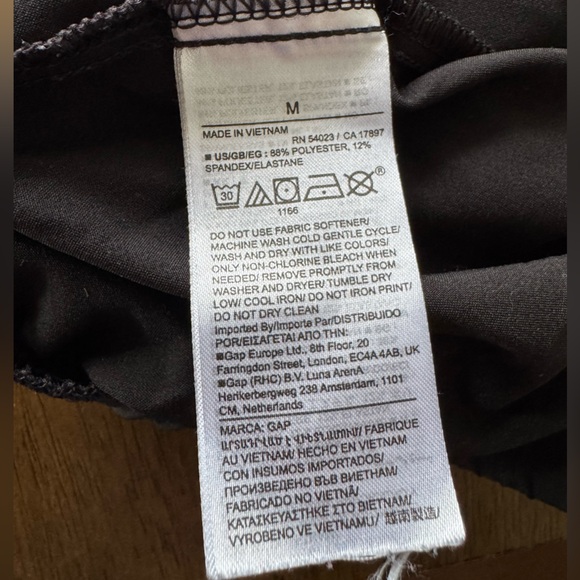 M
MADE IN VIETNAM
RN 54023 / CA 17897
■ US/GB/EG : 88% POLYESTER, 12%
SPANDEX/ELASTANE
30
®
1166
DO NOT USE FABRIC SOFTENER/
MACHINE WASH COLD GENTLE CYCLE/
WASH AND DRY WITH LIKE COLORS/
ONLY NON-CHLORINE BLEACH WHEN
NEEDED/ REMOVE PROMPTLY FROM
WASHER AND DRYER/ TUMBLE DRY
LOW/ COOL IRON/ DO NOT IRON PRINT/
DO NOT DRY CLEAN
Imported By/Importe Par/DISTRIBUIDO
POR/ΕΙΣΑΓΕΤΑΙ ΑΠΟ ΤΗΝ:
■Gap Europe Ltd., 8th Floor, 20
Farringdon Street, London, EC4A 4AB, UK
■Gap (RHC) B.V. Luna ArenA
Herikerbergweg 238 Amsterdam, 1101
CM, Netherlands
MARCA: GAP
ԱՐՏԱԴՐՎԱԾ Է ՎԻԵՏՆԱՄՈՒՄ/ FABRIQUE
AU VIETNAM/ HECHO EN VIETNAM
CON INSUMOS IMPORTADOS/
ПРОИЗВЕДЕНО ВЪВ ВИЕТНАМ/
FABRICADO NO VIETNÃ/
ΚΑΤΑΣΚΕΥΑΣΤΗΚΕ ΣΤΟ ΒΙΕΤΝΑΜ/
VYROBENO VE VIETNAMU/ 越南製造/